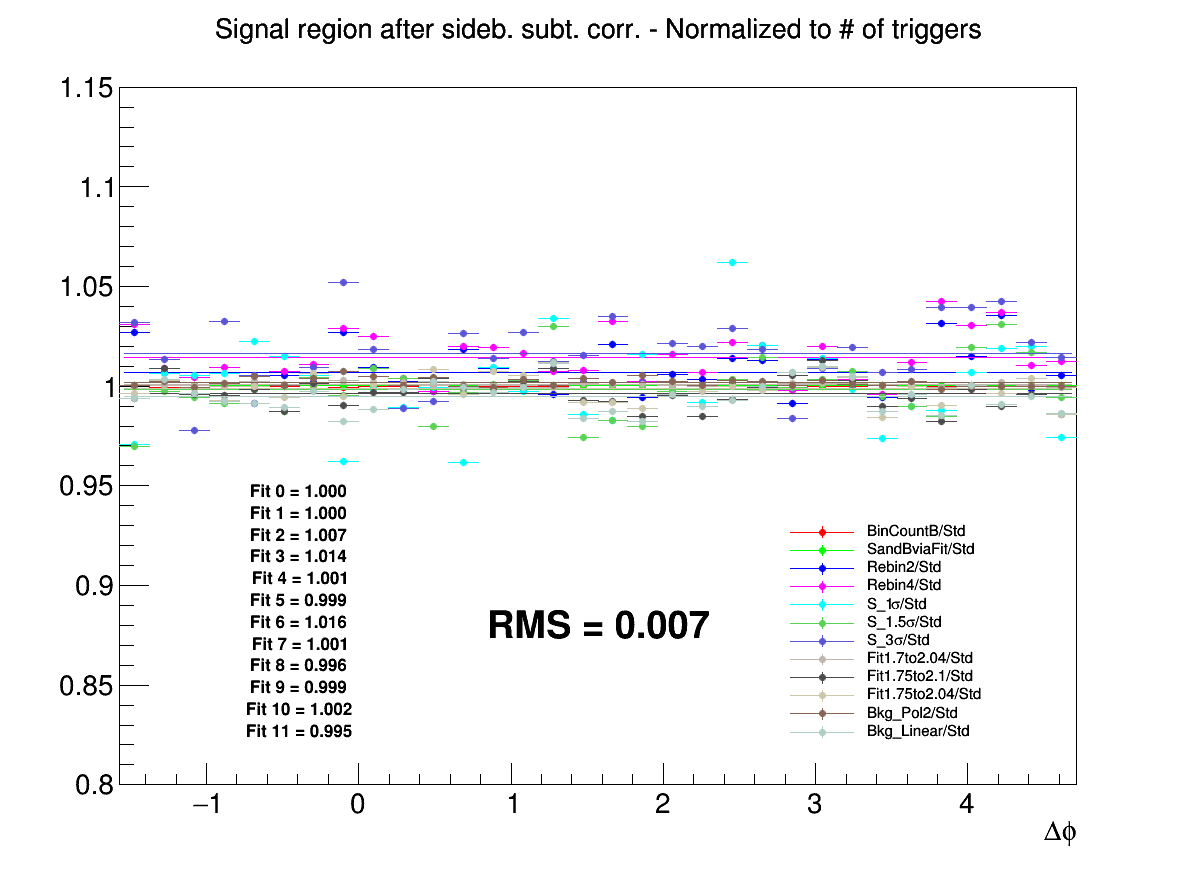 Signal region after sideb. subt. corr. - Normalized to # of triggers
1.15
1.1
1.05
1
0.95
0.9
0.85
0.8
Fit 0 = 1.000
Fit 1 = 1.000
Fit 2 = 1.007
Fit 3 = 1.014
Fit 4 = 1.001
Fit 5 = 0.999
Fit 6 = 1.016
Fit 7 = 1.001
Fit 8 = 0.996
Fit 9 = 0.999
Fit 10 = 1.002
Fit 11 = 0.995
RMS = 0.007
BinCountB/Std
SandBviaFit/Std
Rebin2/Std
Rebin4/Std
S_1σ/Std
S_1.5σ/Std
S_3σ/Std
Fit1.7to2.04/Std
Fit1.75to2.1/Std
Fit1.75to2.04/Std
Bkg_Pol2/Std
Bkg_Linear/Std
−1 0 1 2 3 4
Δϕ